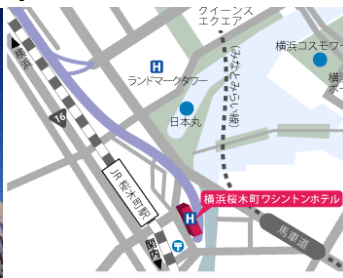 クイーンズ
スクエア
横浜
H
ランドマークタワー
(みなとみらい線)
横浜コスモワー
日本丸
16
JR 桜木町駅
H
横浜桜木町ワシントンホテル
関内
馬車道